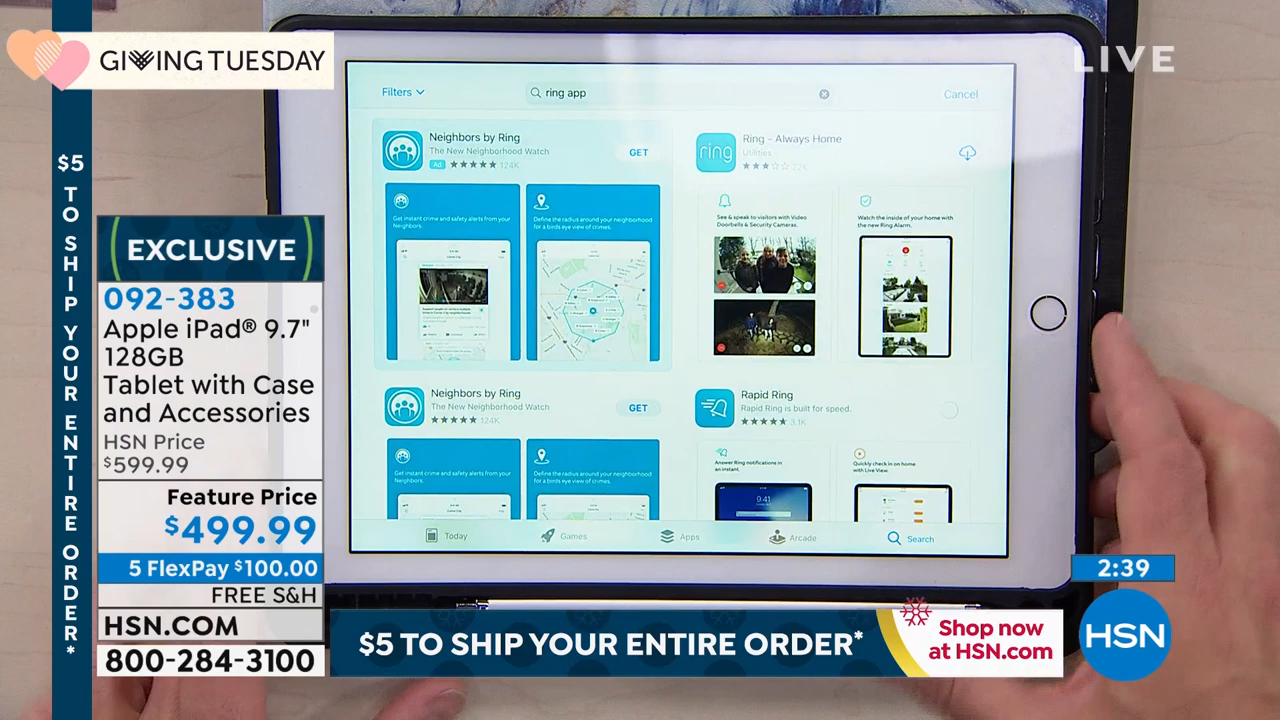 GIVING TUESDAY
LIVE
$5 TO SHIP YOUR ENTIRE ORDER*
EXCLUSIVE
092-383
Apple iPad® 9.7"
128GB
Tablet with Case
and Accessories
HSN Price
$599.99
Feature Price
$499.99
5 FlexPay $100.00
FREE S&H
HSN.COM
800-284-3100
Filters
ring app
Cancel
Neighbors by Ring
The New Neighborhood Watch
Ad
124K
GET
Get instant crime and safety alerts from your
Neighbors.
Define the radius around your neighborhood
for a birds eye view of crimes.
ring
Ring - Always Home
Utilities
22K
See & speak to visitors with Video
Doorbells & Security Cameras.
Watch the inside of your home with
the new Ring Alarm.
Neighbors by Ring
The New Neighborhood Watch
124K
GET
Get instant crime and safety alerts from your
Neighbors.
Define the radius around your neighborhood
for a birds eye view of crimes.
Rapid Ring
Rapid Ring is built for speed.
3.1K
Answer Ring notifications in
an instant.
9:41
Quickly check in on home
with Live View.
Today
Games
Apps
Arcade
Search
2:39
HSN
$5 TO SHIP YOUR ENTIRE ORDER*
Shop now
at HSN.com